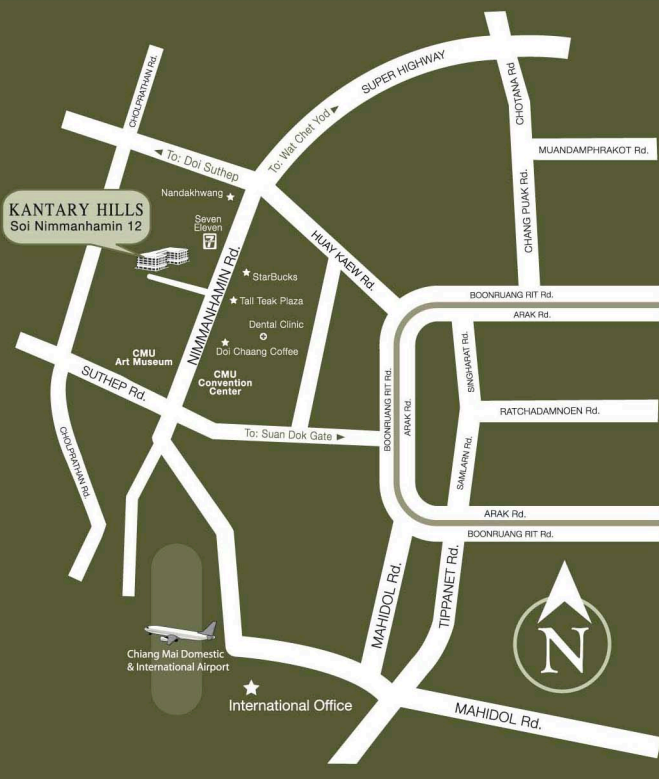 SUPER HIGHWAY
CHOLPRATHAN Rd.
CHOTANA Rd
To: Wat Chet Yod
To: Doi Suthep
MUANDAMPHRAKOT Rd.
CHANG PUAK Rd.
KANTARY HILLS
Soi Nimmanhamin 12
Nandakhwang
Seven
Eleven
7
NIMMANHAMIN Rd.
HUAY KAEW Rd.
StarBucks
Tall Teak Plaza
Dental Clinic
Doi Chaang Coffee
CMU
Art Museum
CMU
Convention
Center
BOONRUANG RIT Rd.
ARAK Rd.
SINGHARAT Rd.
BOONRUANG RIT Rd.
ARAK Rd.
RATCHADAMNOEN Rd.
SUTHEP Rd.
To: Suan Dok Gate
CHOLPRATHAN Rd.
SAMLARN Rd.
ARAK Rd.
BOONRUANG RIT Rd.
MAHIDOL Rd.
TIPPANET Rd.
Chiang Mai Domestic
& International Airport
International Office
N
MAHIDOL Rd.